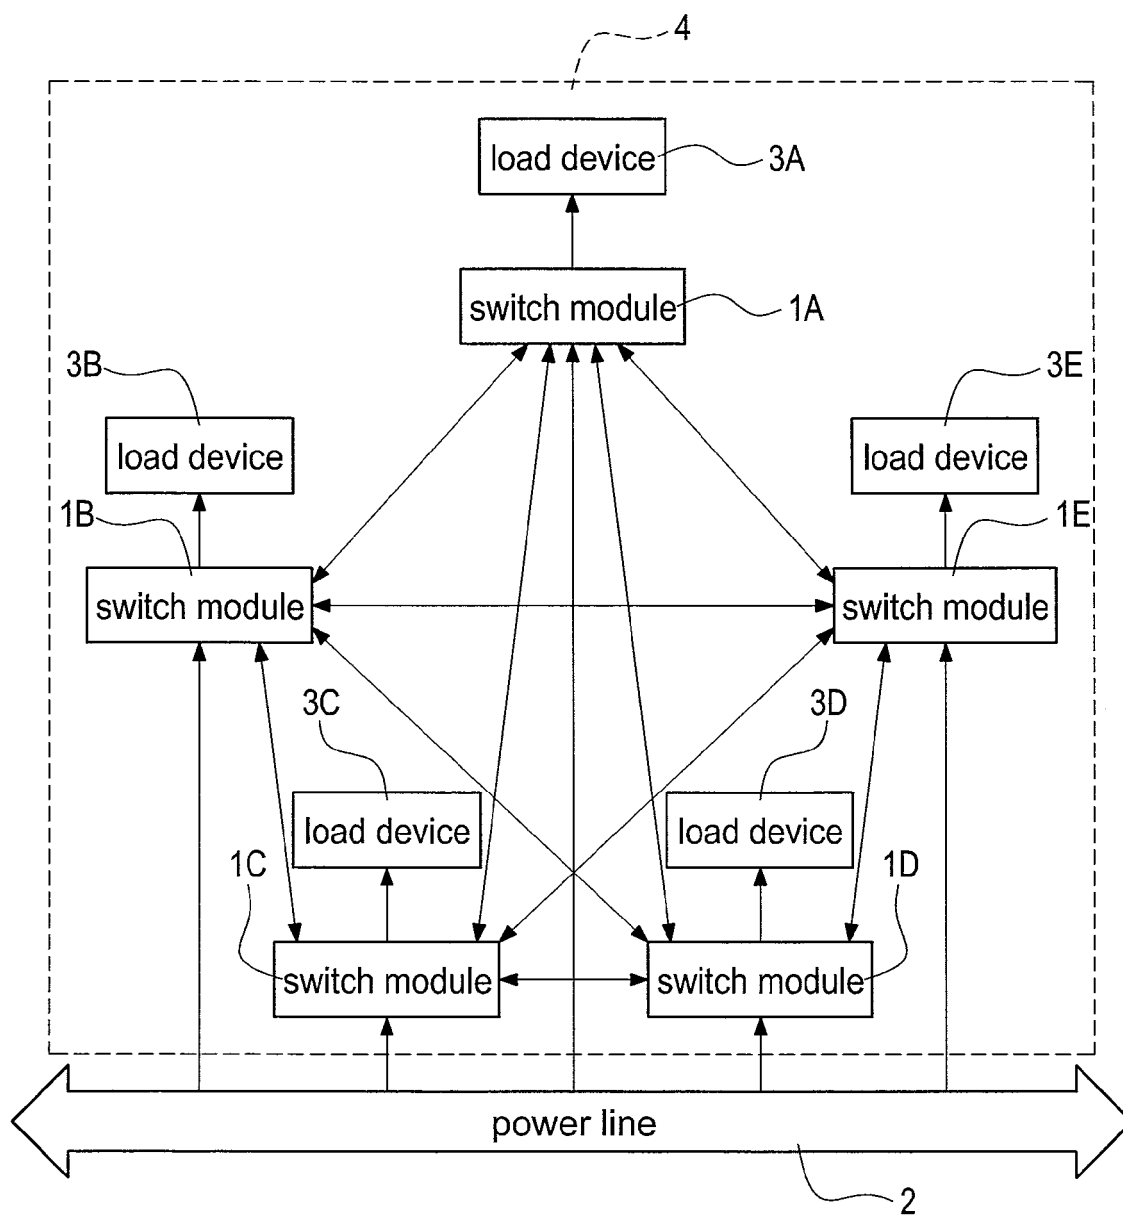 4
load device
3A
switch module
1A
3B
3E
load device
load device
1B
1E
switch module
switch module
3C
3D
load device
load device
1C
1D
switch module
switch module
power line
2